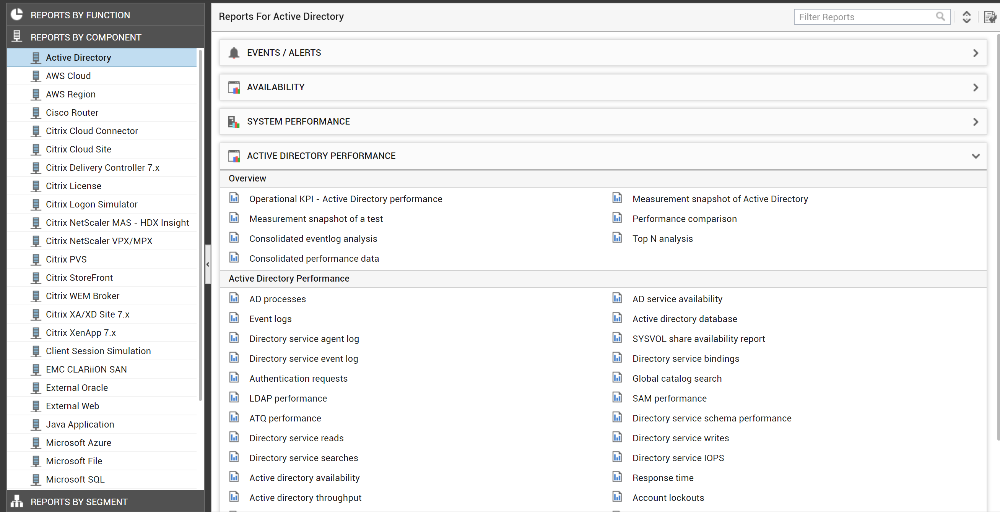 REPORTS BY FUNCTION
REPORTS BY COMPONENT
Active Directory
AWS Cloud
AWS Region
Cisco Router
Citrix Cloud Connector
Citrix Cloud Site
Citrix Delivery Controller 7.x
Citrix License
Citrix Logon Simulator
Citrix NetScaler MAS - HDX Insight
Citrix NetScaler VPX/MPX
Citrix PVS
Citrix StoreFront
Citrix WEM Broker
Citrix XA/XD Site 7.x
Citrix XenApp 7.x
Client Session Simulation
EMC CLARiiON SAN
External Oracle
External Web
Java Application
Microsoft Azure
Microsoft File
Microsoft SQL
REPORTS BY SEGMENT
Reports For Active Directory
Filter Reports
EVENTS / ALERTS
AVAILABILITY
SYSTEM PERFORMANCE
ACTIVE DIRECTORY PERFORMANCE
Overview
Operational KPI - Active Directory performance
Measurement snapshot of Active Directory
Measurement snapshot of a test
Performance comparison
Consolidated eventlog analysis
Top N analysis
Consolidated performance data
Active Directory Performance
AD processes
AD service availability
Event logs
Active directory database
Directory service agent log
SYSVOL share availability report
Directory service event log
Directory service bindings
Authentication requests
Global catalog search
LDAP performance
SAM performance
ATQ performance
Directory service schema performance
Directory service reads
Directory service writes
Directory service searches
Directory service IOPS
Active directory availability
Response time
Active directory throughput
Account lockouts